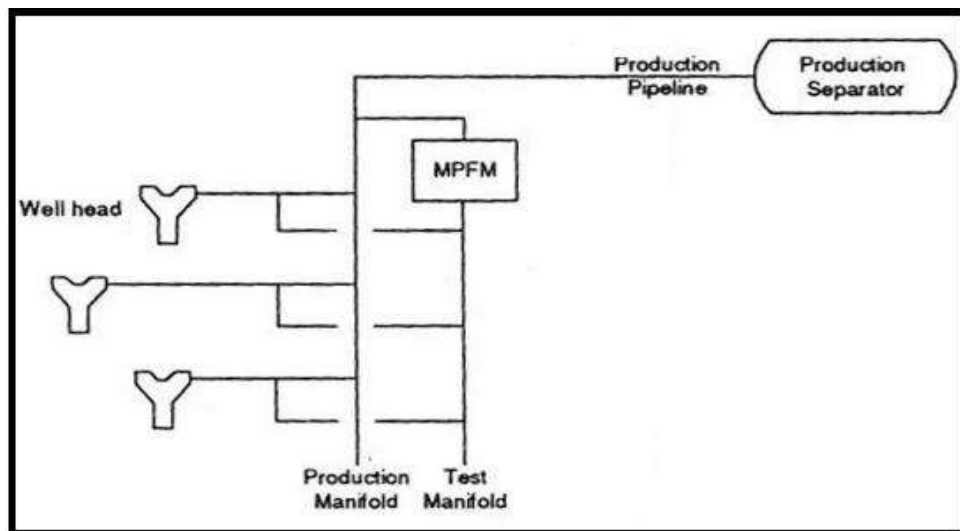 Production
Pipeline
Production
Separator
MPFM
Well head
Production
Manifold
Test
Manifold